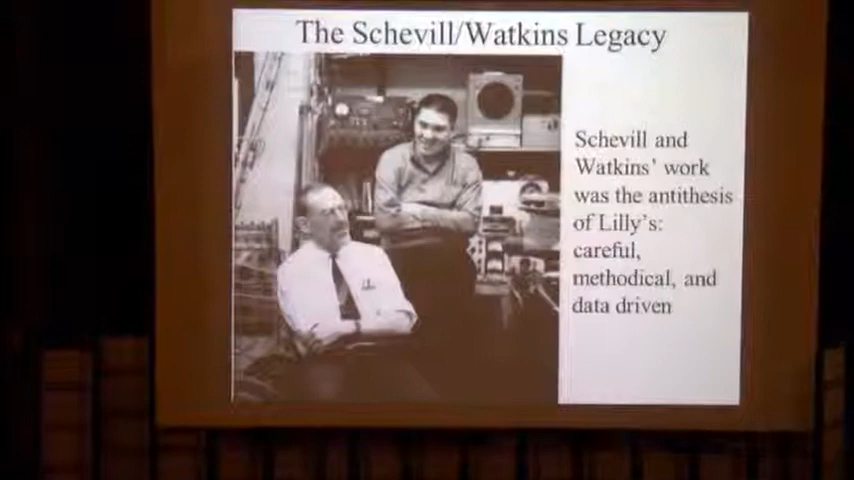 The Schevill/Watkins Legacy
Schevill and
Watkins' work
was the antithesis
of Lilly's:
careful,
methodical, and
data driven